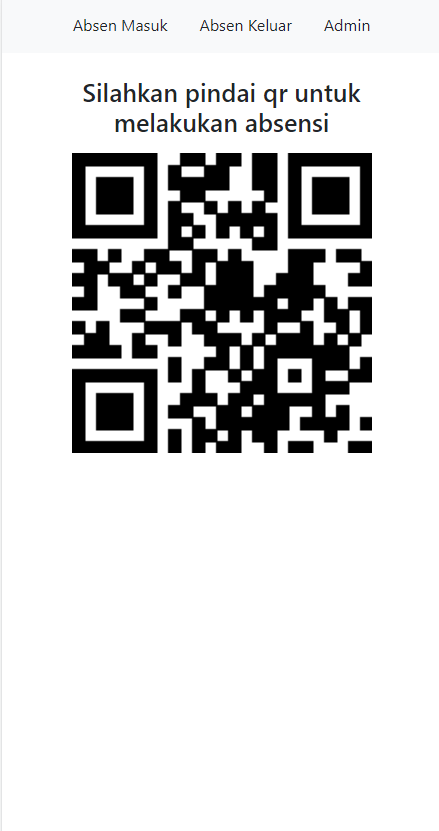 Absen Masuk Absen Keluar Admin
Silahkan pindai qr untuk
melakukan absensi